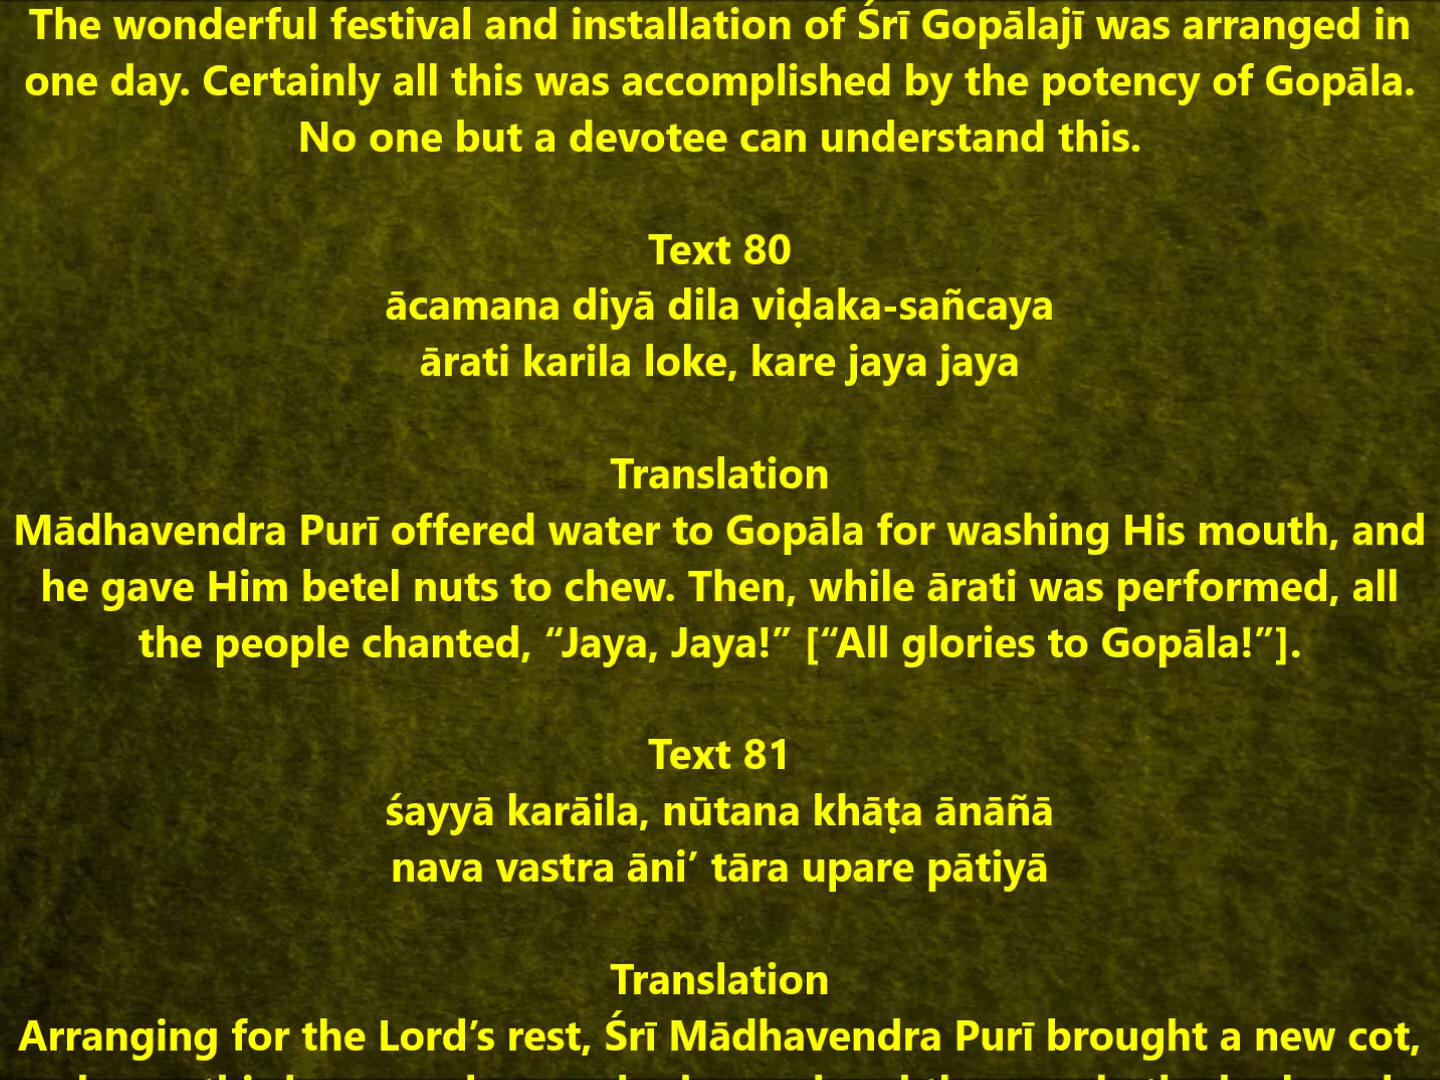 The wonderful festival and installation of Śrī Gopālajī was arranged in
one day. Certainly all this was accomplished by the potency of Gopāla.
No one but a devotee can understand this.
Text 80
ācamana diyā dila viḍaka-sañcaya
ārati karila loke, kare jaya jaya
Translation
Mādhavendra Purī offered water to Gopāla for washing His mouth, and
he gave Him betel nuts to chew. Then, while ārati was performed, all
the people chanted, “Jaya, Jaya!” [“All glories to Gopāla!”].
Text 81
śayyā karāila, nūtana khāṭa ānāñā
nava vastra āni’ tāra upare pātiyā
Translation
Arranging for the Lord’s rest, Śrī Mādhavendra Purī brought a new cot,